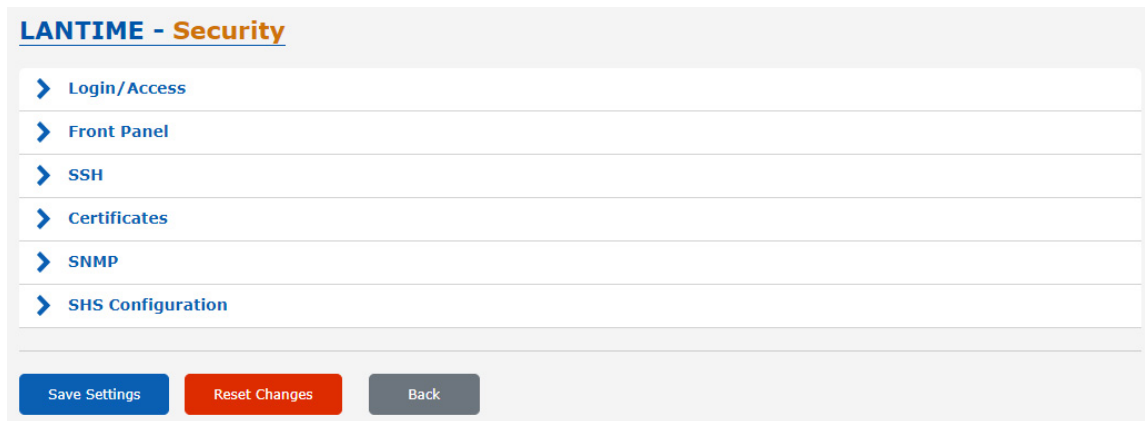 LANTIME - Security
Login/Access
Front Panel
SSH
Certificates
SNMP
SHS Configuration
Save Settings Reset Changes Back